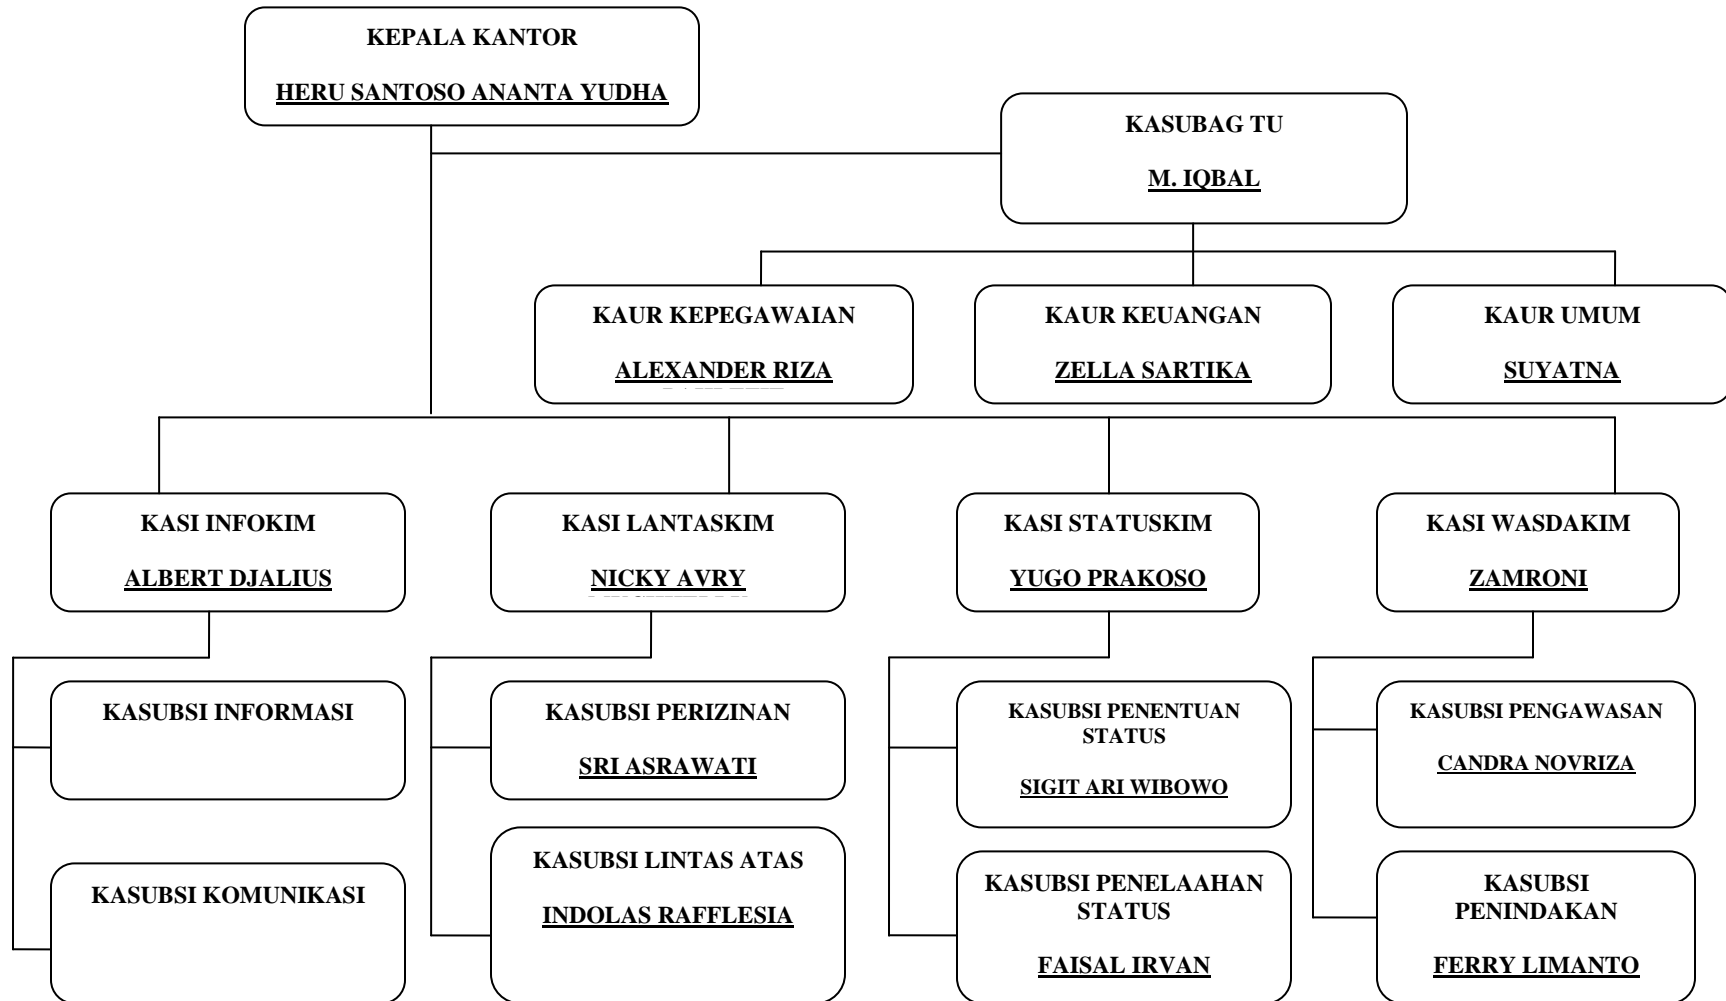 KEPALA KANTOR
HERU SANTOSO ANANTA YUDHA
KASUBAG TU
M. IQBAL
KAUR KEPEGAWAIAN
ALEXANDER RIZA
KAUR KEUANGAN
ZELLA SARTIKA
KAUR UMUM
SUYATNA
KASI INFOKIM
ALBERT DJALIUS
KASI LANTASKIM
NICKY AVRY
KASI STATUSKIM
YUGO PRAKOSO
KASI WASDAKIM
ZAMRONI
KASUBSI INFORMASI
KASUBSI PERIZINAN
SRI ASRAWATI
KASUBSI PENENTUAN
STATUS
SIGIT ARI WIBOWO
KASUBSI PENGAWASAN
CANDRA NOVRIZA
KASUBSI KOMUNIKASI
KASUBSI LINTAS ATAS
INDOLAS RAFFLESIA
KASUBSI PENELAAHAN
STATUS
FAISAL IRVAN
KASUBSI
PENINDAKAN
FERRY LIMANTO